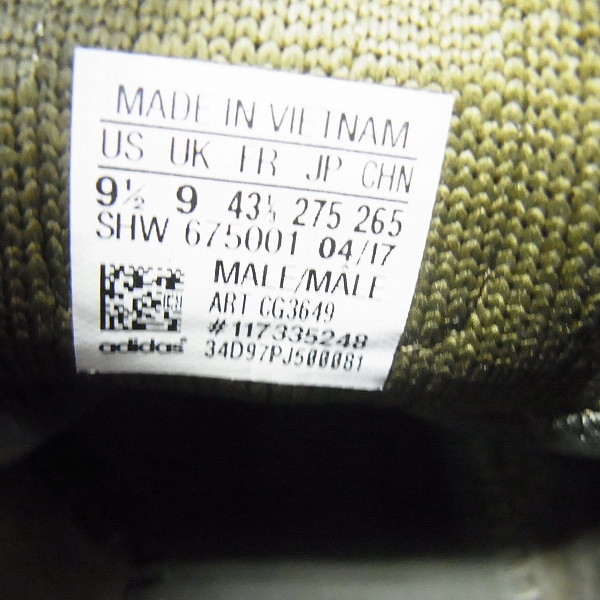 MADE IN VIETNAM
US UK FR JP CHN
9½ 9 43⅓ 275 265
SHW 675001 04/17
MALE/MÂLE
ART CG3649
#117335248
adidas 34D97PJ500081